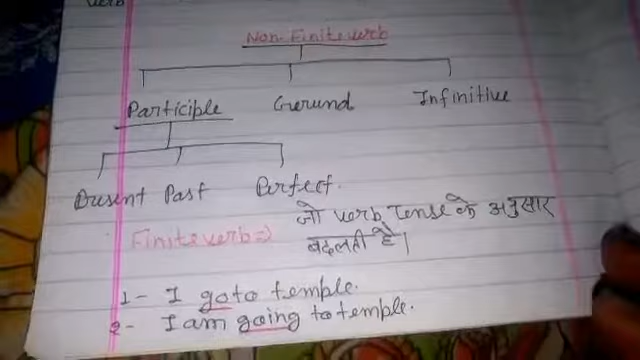 verb
Non-Finite verb
Participle Gerund Infinitive
Present Past Perfect.
Finite verb ⇒ जो verb Tense के अनुसार
बदलती है।
1- I go to temple.
2- I am going to temple.